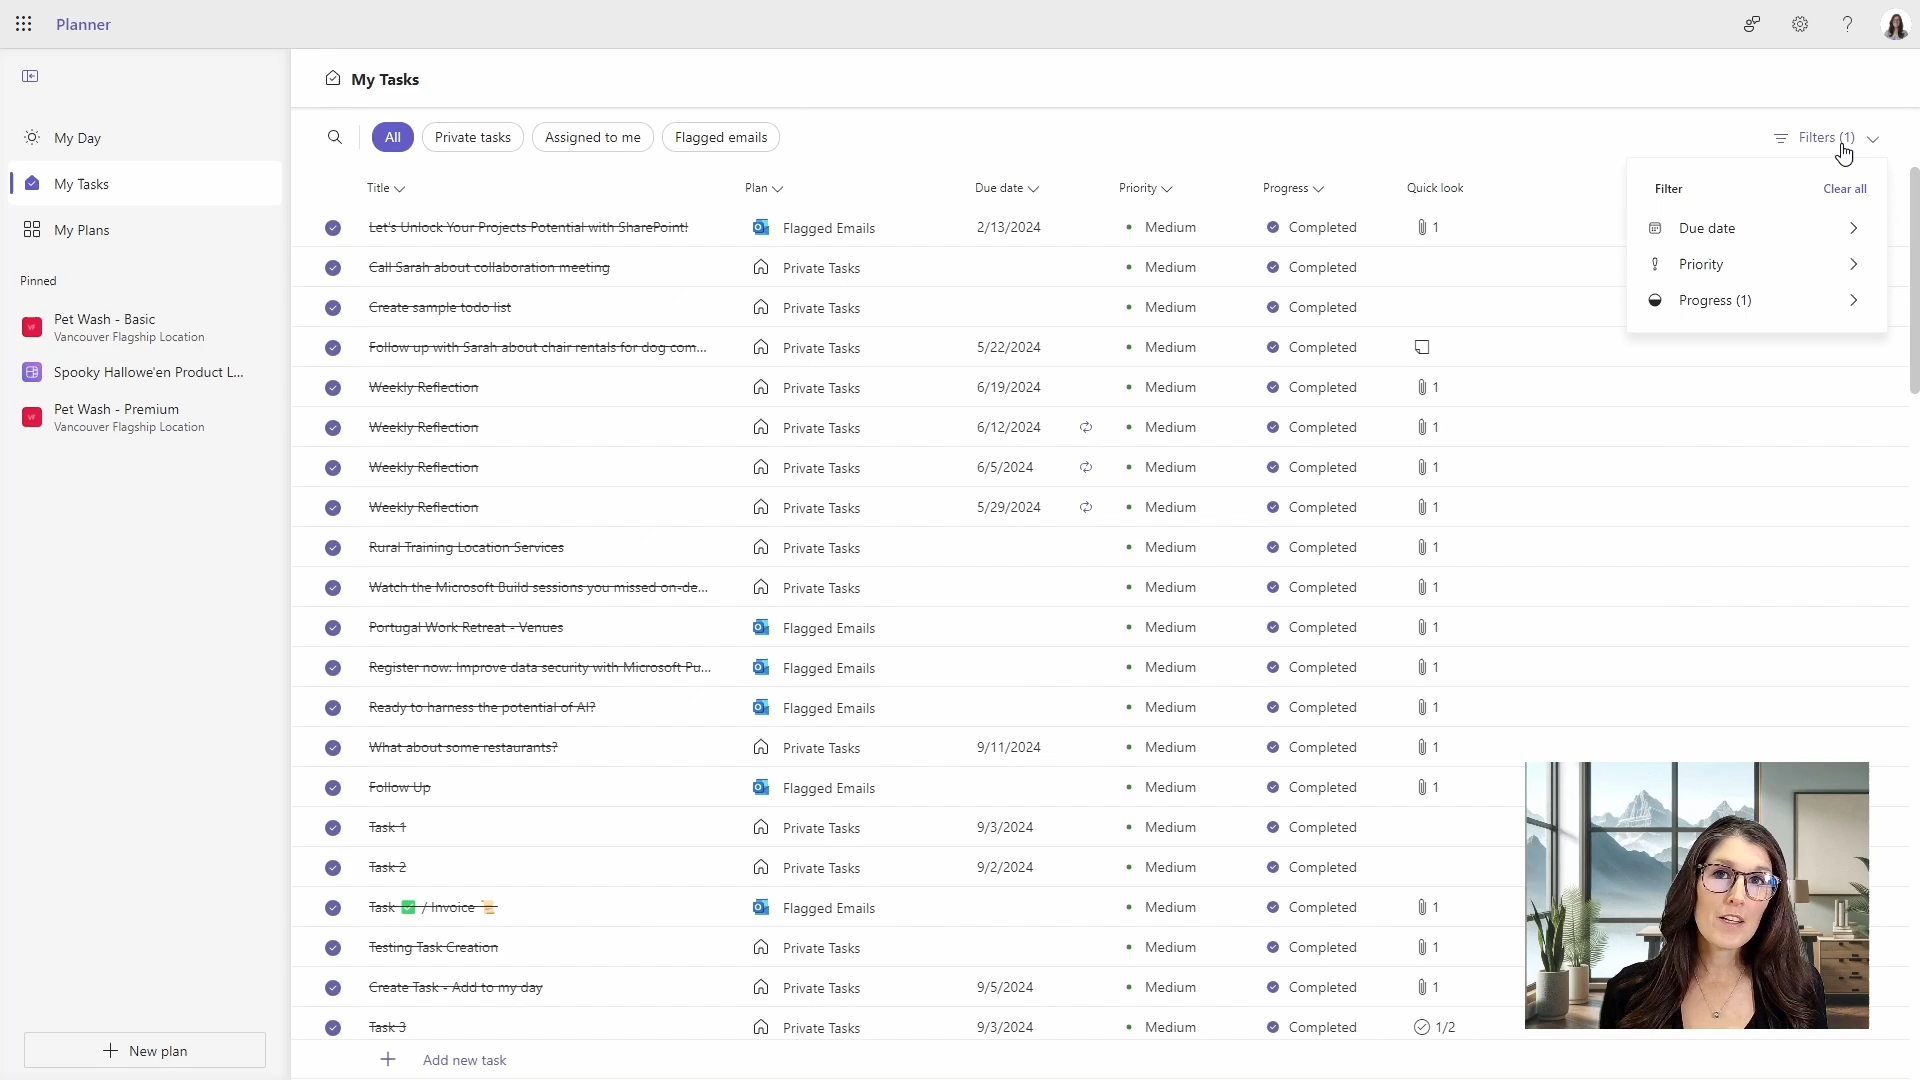 Planner
My Tasks
My Day
My Tasks
My Plans
Pinned
Pet Wash - Basic
Vancouver Flagship Location
Spooky Hallowe'en Product L...
Pet Wash - Premium
Vancouver Flagship Location
New plan
All Private tasks Assigned to me Flagged emails Filters (1)
Filter Clear all
Due date
Priority
Progress (1)
Title Plan Due date Priority Progress Quick look
Let's Unlock Your Projects Potential with SharePoint! Flagged Emails 2/13/2024 Medium Completed 1
Call Sarah about collaboration meeting Private Tasks Medium Completed
Create sample todo list Private Tasks Medium Completed
Follow up with Sarah about chair rentals for dog com... Private Tasks 5/22/2024 Medium Completed
Weekly Reflection Private Tasks 6/19/2024 Medium Completed 1
Weekly Reflection Private Tasks 6/12/2024 Medium Completed 1
Weekly Reflection Private Tasks 6/5/2024 Medium Completed 1
Weekly Reflection Private Tasks 5/29/2024 Medium Completed 1
Rural Training Location Services Private Tasks Medium Completed 1
Watch the Microsoft Build sessions you missed on-de... Private Tasks Medium Completed 1
Portugal Work Retreat - Venues Flagged Emails Medium Completed 1
Register now: Improve data security with Microsoft Pu... Flagged Emails Medium Completed 1
Ready to harness the potential of AI? Flagged Emails Medium Completed 1
What about some restaurants? Private Tasks 9/11/2024 Medium Completed 1
Follow Up Flagged Emails Medium Completed 1
Task 1 Private Tasks 9/3/2024 Medium Completed
Task 2 Private Tasks 9/2/2024 Medium Completed
Task ✅ / Invoice 📜 Flagged Emails Medium Completed 1
Testing Task Creation Private Tasks Medium Completed 1
Create Task - Add to my day Private Tasks 9/5/2024 Medium Completed 1
Task 3 Private Tasks 9/3/2024 Medium Completed 1/2
Add new task